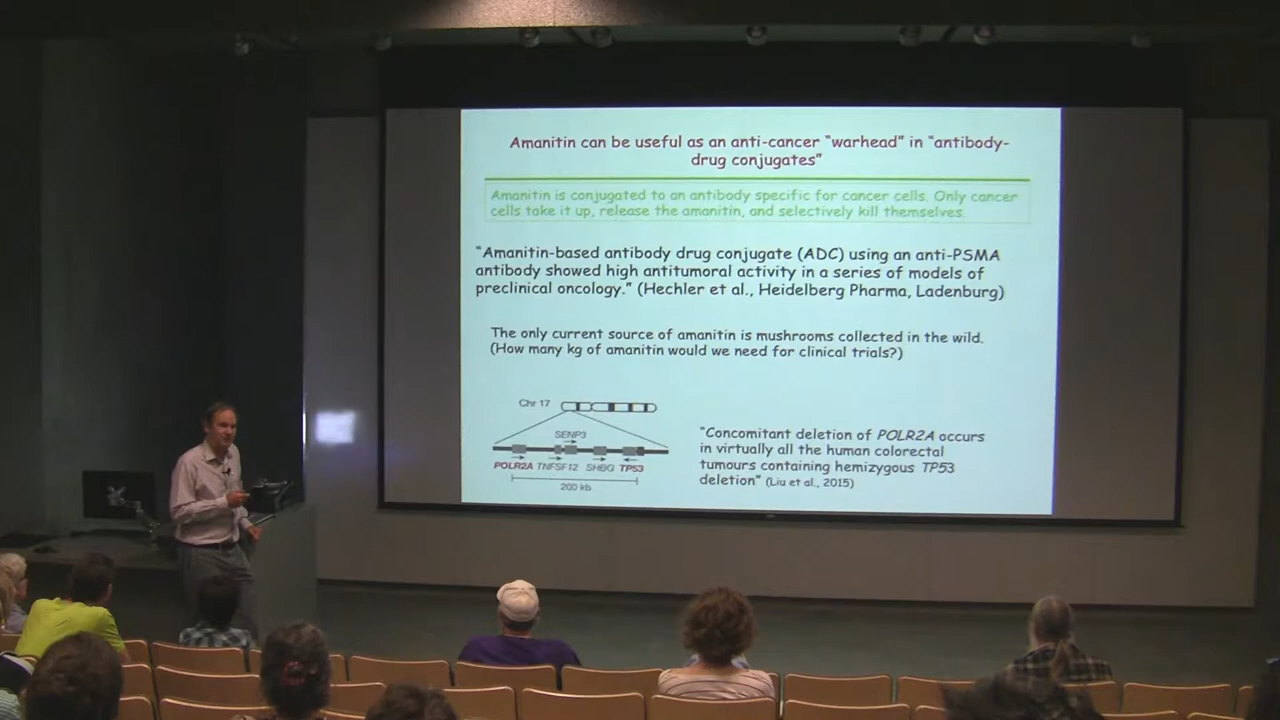 Amanitin can be useful as an anti-cancer “warhead” in “antibody-
drug conjugates”
Amanitin is conjugated to an antibody specific for cancer cells. Only cancer
cells take it up, release the amanitin, and selectively kill themselves.
“Amanitin-based antibody drug conjugate (ADC) using an anti-PSMA
antibody showed high antitumoral activity in a series of models of
preclinical oncology.” (Hechler et al., Heidelberg Pharma, Ladenburg)
The only current source of amanitin is mushrooms collected in the wild.
(How many kg of amanitin would we need for clinical trials?)
Chr 17
SENP3
POLR2A TNFSF12 SHBG TP53
200 kb
“Concomitant deletion of POLR2A occurs
in virtually all the human colorectal
tumours containing hemizygous TP53
deletion” (Liu et al., 2015)